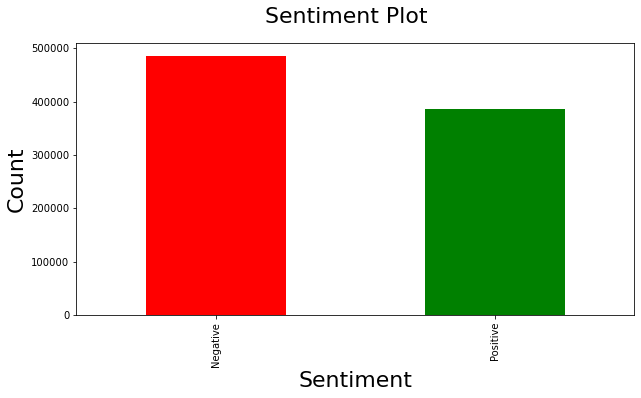 Sentiment Plot
Count
500000
400000
300000
200000
100000
0
Negative
Positive
Sentiment